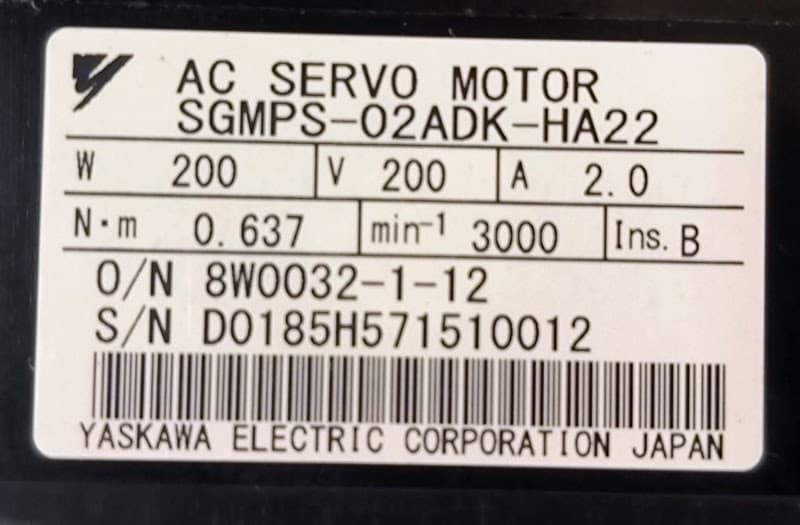 AC SERVO MOTOR
SGMPS-02ADK-HA22
W 200 V 200 A 2.0
N·m 0.637 min⁻¹ 3000 Ins. B
O/N 8W0032-1-12
S/N D0185H571510012
YASKAWA ELECTRIC CORPORATION JAPAN